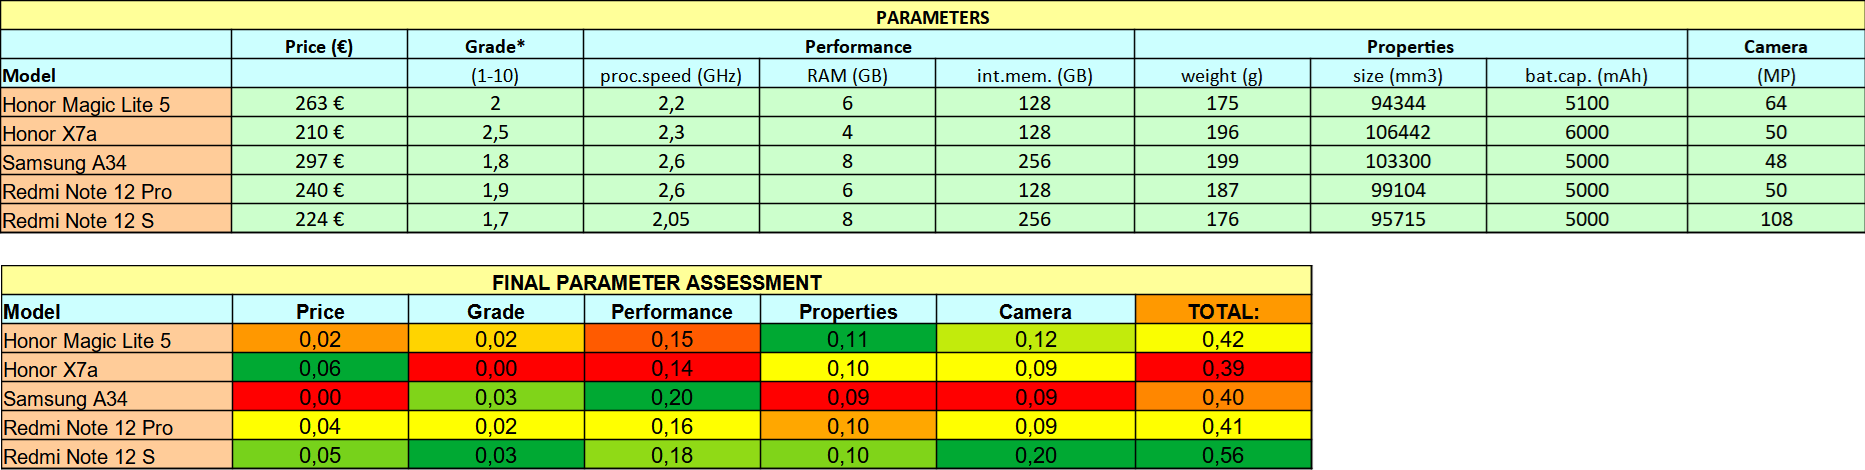 PARAMETERS
Price (€) Grade* Performance Properties Camera
Model (1-10) proc.speed (GHz) RAM (GB) int.mem. (GB) weight (g) size (mm3) bat.cap. (mAh) (MP)
Honor Magic Lite 5 263 € 2 2,2 6 128 175 94344 5100 64
Honor X7a 210 € 2,5 2,3 4 128 196 106442 6000 50
Samsung A34 297 € 1,8 2,6 8 256 199 103300 5000 48
Redmi Note 12 Pro 240 € 1,9 2,6 6 128 187 99104 5000 50
Redmi Note 12 S 224 € 1,7 2,05 8 256 176 95715 5000 108
FINAL PARAMETER ASSESSMENT
Model Price Grade Performance Properties Camera TOTAL:
Honor Magic Lite 5 0,02 0,02 0,15 0,11 0,12 0,42
Honor X7a 0,06 0,00 0,14 0,10 0,09 0,39
Samsung A34 0,00 0,03 0,20 0,09 0,09 0,40
Redmi Note 12 Pro 0,04 0,02 0,16 0,10 0,09 0,41
Redmi Note 12 S 0,05 0,03 0,18 0,10 0,20 0,56